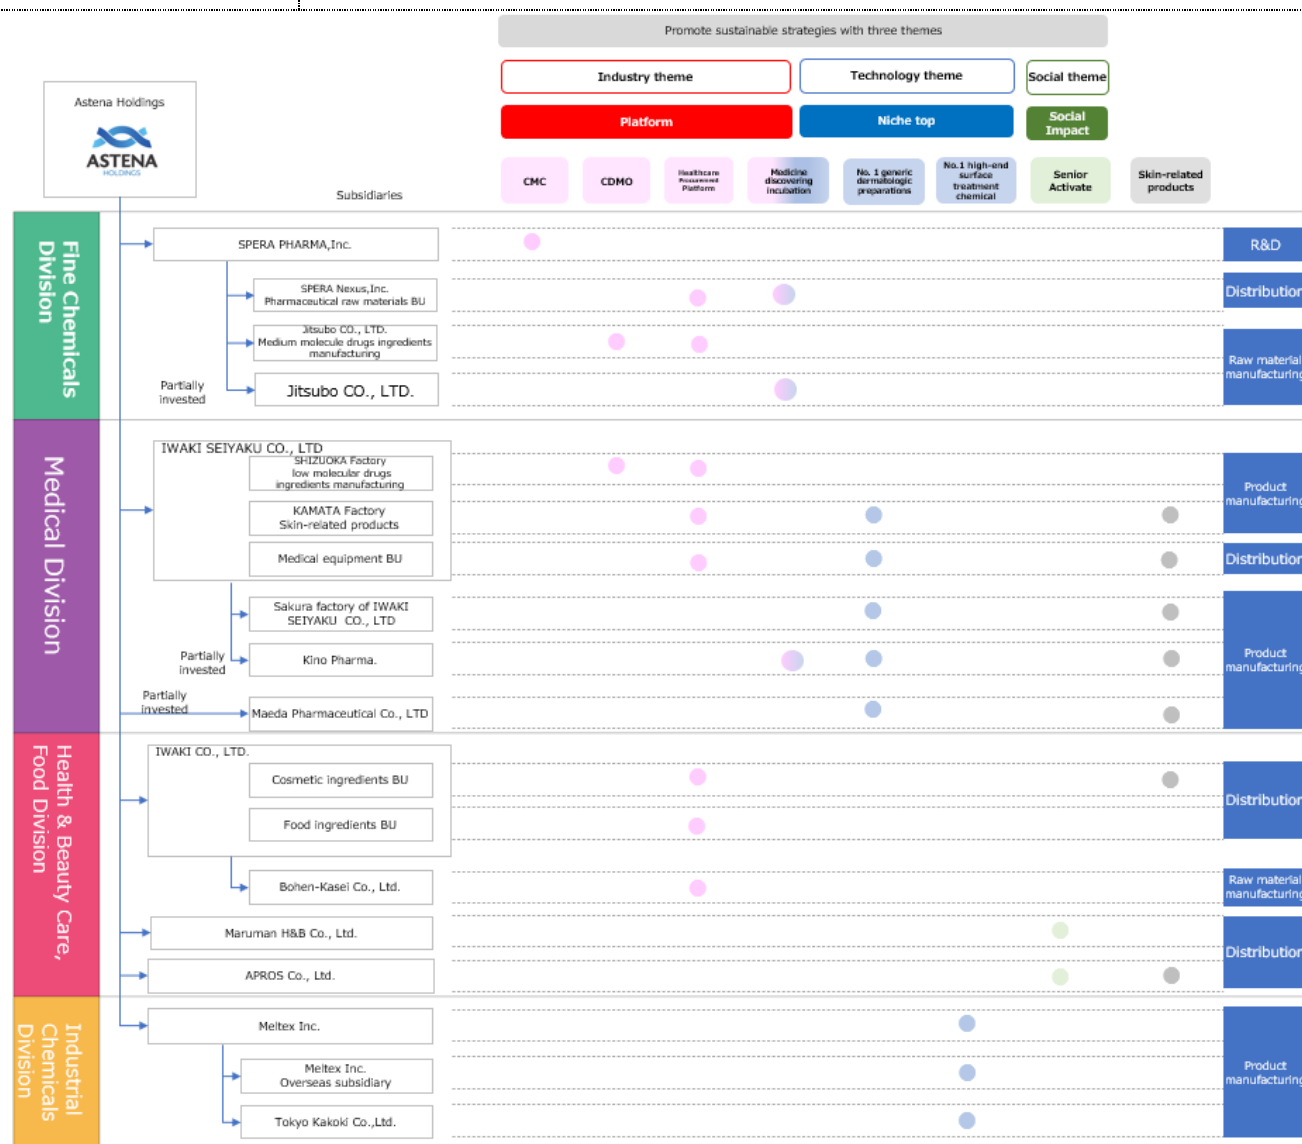 Promote sustainable strategies with three themes
Industry theme
Technology theme
Social theme
Astena Holdings
ASTENA
HOLDINGS
Platform
Niche top
Social
Impact
Subsidiaries
CMC
CDMO
Healthcare
Procurement
Platform
Medicine
discovering
incubation
No. 1 generic
dermatologic
preparations
No.1 high-end
surface
treatment
chemical
Senior
Activate
Skin-related
products
Fine Chemicals
Division
SPERA PHARMA,Inc.
R&D
SPERA Nexus,Inc.
Pharmaceutical raw materials BU
Distribution
Jitsubo CO., LTD.
Medium molecule drugs ingredients
manufacturing
Raw material
manufacturing
Partially
invested
Jitsubo CO., LTD.
Medical Division
IWAKI SEIYAKU CO., LTD
SHIZUOKA Factory
low molecular drugs
ingredients manufacturing
Product
manufacturing
KAMATA Factory
Skin-related products
Medical equipment BU
Distribution
Sakura factory of IWAKI
SEIYAKU CO., LTD
Product
manufacturing
Partially
invested
Kino Pharma.
Partially
invested
Maeda Pharmaceutical Co., LTD
Health & Beauty Care,
Food Division
IWAKI CO., LTD.
Cosmetic ingredients BU
Distribution
Food ingredients BU
Bohen-Kasei Co., Ltd.
Raw material
manufacturing
Maruman H&B Co., Ltd.
Distribution
APROS Co., Ltd.
Industrial
Chemicals
Division
Meltex Inc.
Product
manufacturing
Meltex Inc.
Overseas subsidiary
Tokyo Kakoki Co.,Ltd.